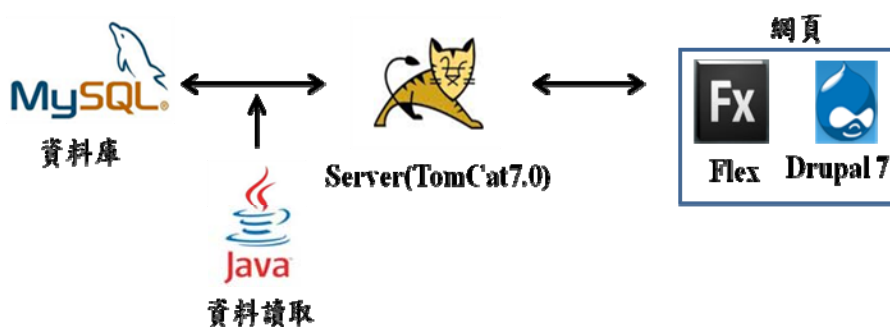 MySQL®
資料庫
Java
資料讀取
Server(TomCat7.0)
網頁
Fx
Flex
Drupal 7